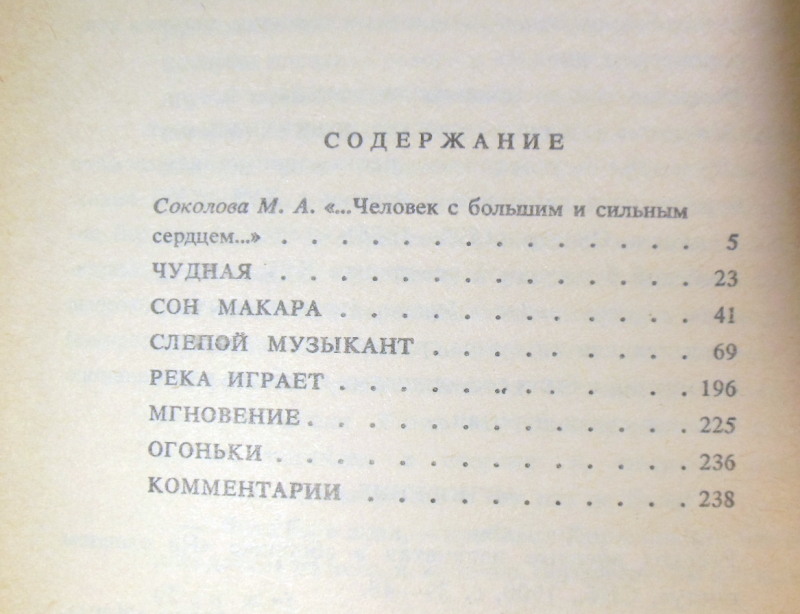 СОДЕРЖАНИЕ
Соколова М. А. «...Человек с большим и сильным
сердцем...» . . . . . . . . . . . . 5
ЧУДНАЯ . . . . . . . . . . . . 23
СОН МАКАРА . . . . . . . . . . 41
СЛЕПОЙ МУЗЫКАНТ . . . . . . . 69
РЕКА ИГРАЕТ . . . . . . . . . 196
МГНОВЕНИЕ . . . . . . . . . . 225
ОГОНЬКИ . . . . . . . . . . . 236
КОММЕНТАРИИ . . . . . . . . . 238